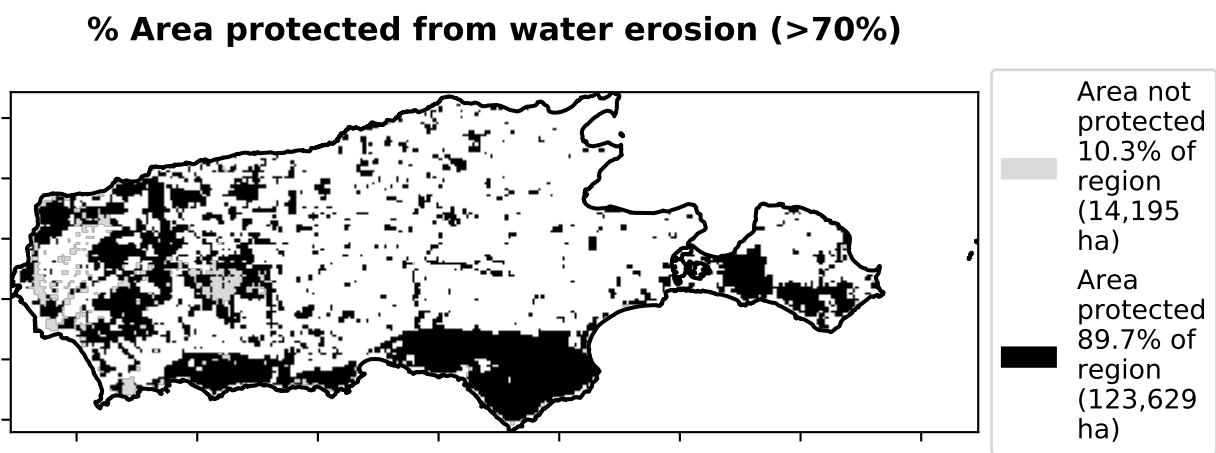 % Area protected from water erosion (>70%)
Area not
protected
10.3% of
region
(14,195
ha)
Area
protected
89.7% of
region
(123,629
ha)